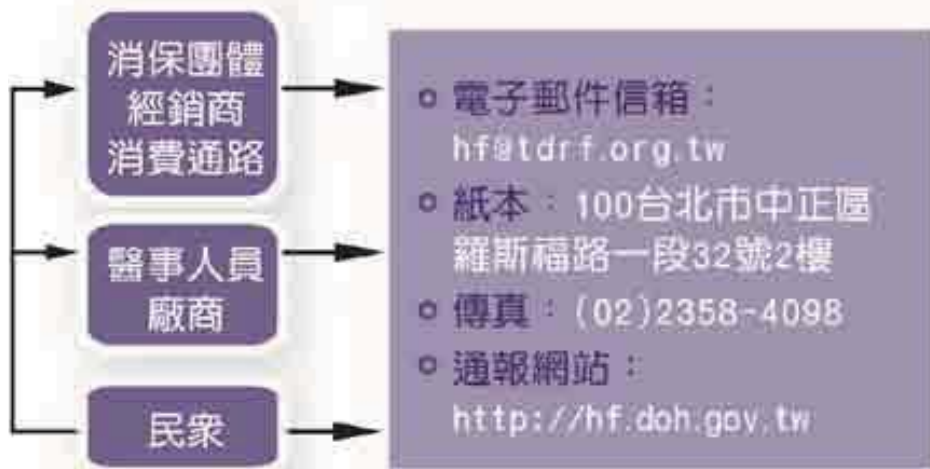 消保團體
經銷商
消費通路
醫事人員
廠商
民衆
電子郵件信箱：
hf@tdrf.org.tw
紙本：100台北市中正區
羅斯福路一段32號2樓
傳真：(02)2358-4098
通報網站：
http://hf.doh.gov.tw